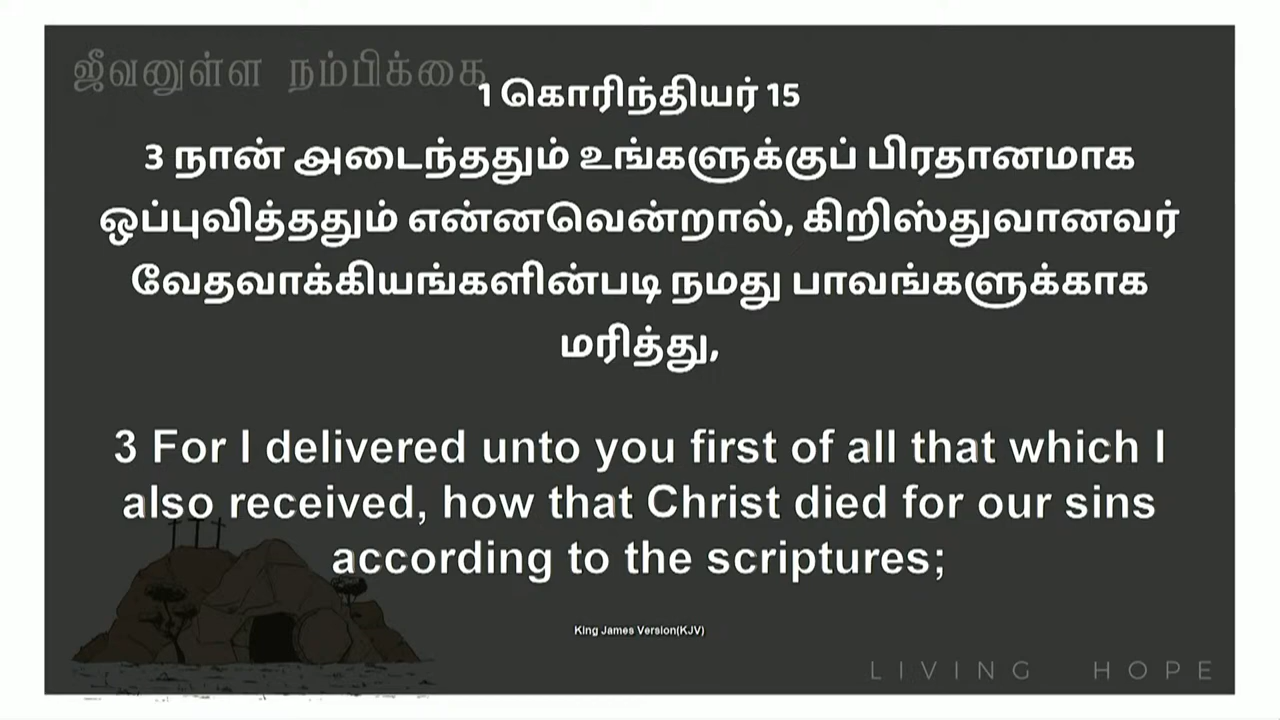 ஜீவனுள்ள நம்பிக்கை
1 கொரிந்தியர் 15
3 நான் அடைந்ததும் உங்களுக்குப் பிரதானமாக
ஒப்புவித்ததும் என்னவென்றால், கிறிஸ்துவானவர்
வேதவாக்கியங்களின்படி நமது பாவங்களுக்காக
மரித்து,
3 For I delivered unto you first of all that which I
also received, how that Christ died for our sins
according to the scriptures;
King James Version(KJV)
LIVING HOPE